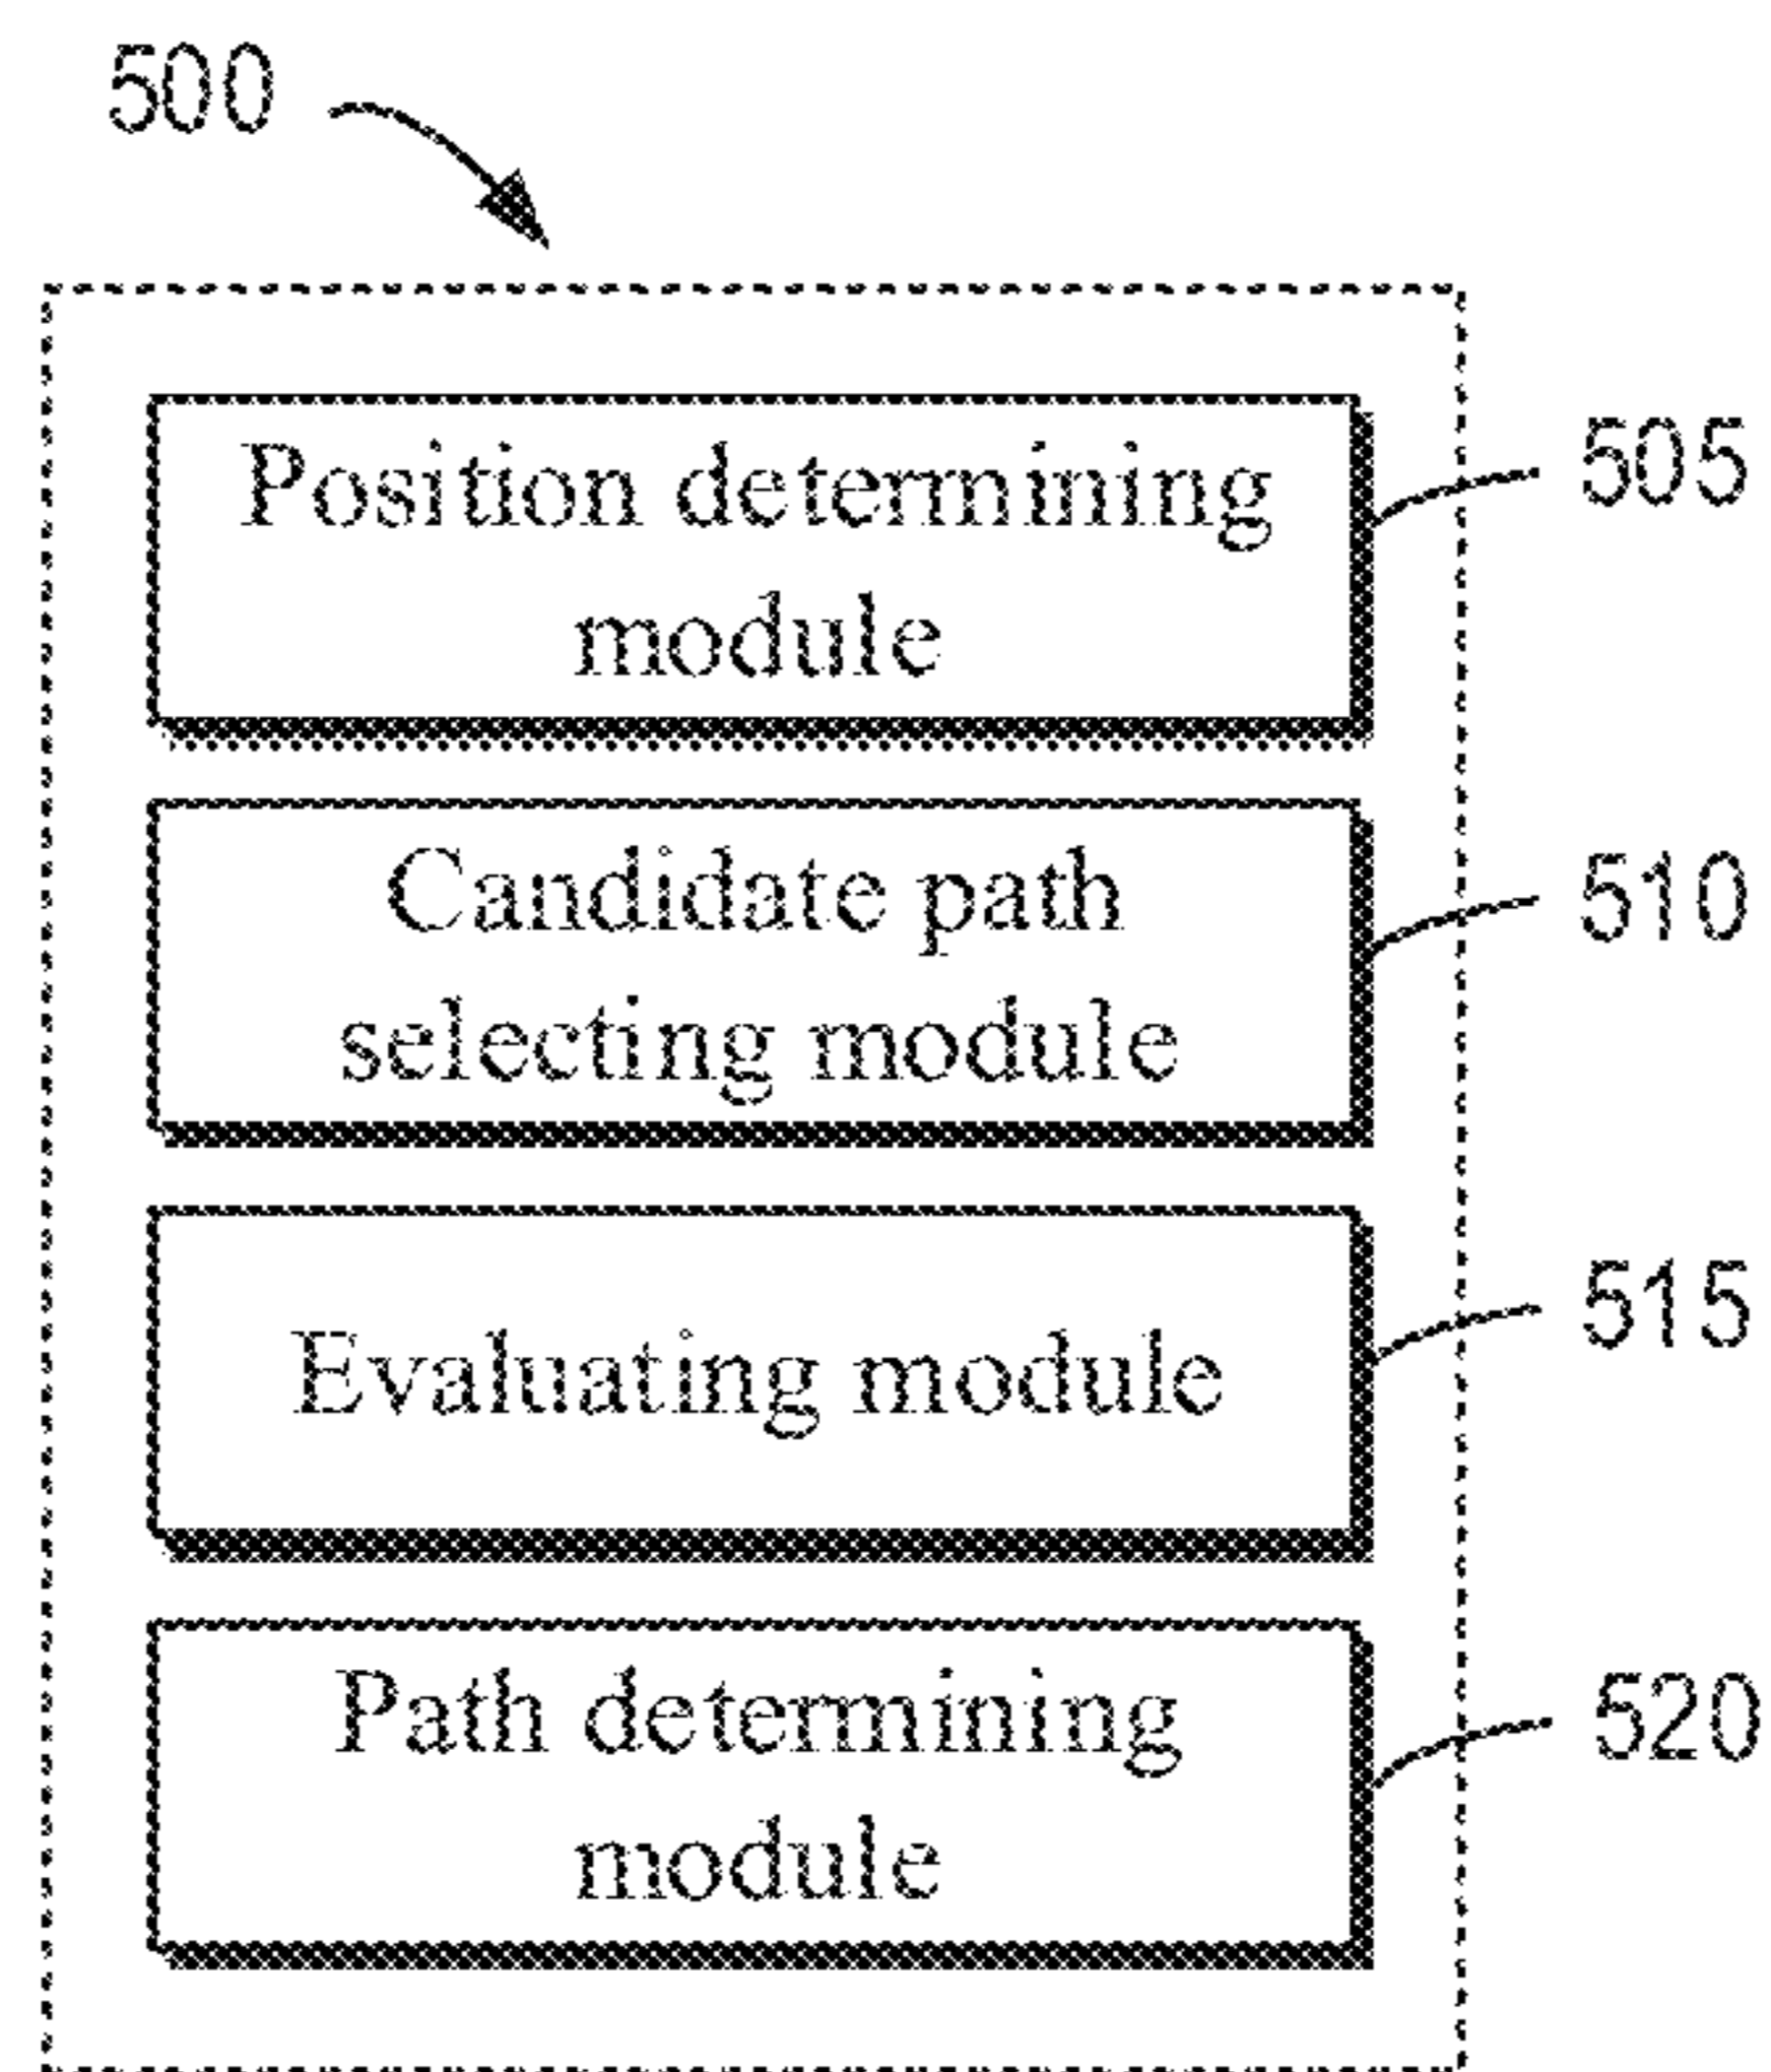 500
Position determining
module
505
Candidate path
selecting module
510
Evaluating module
515
Path determining
module
520